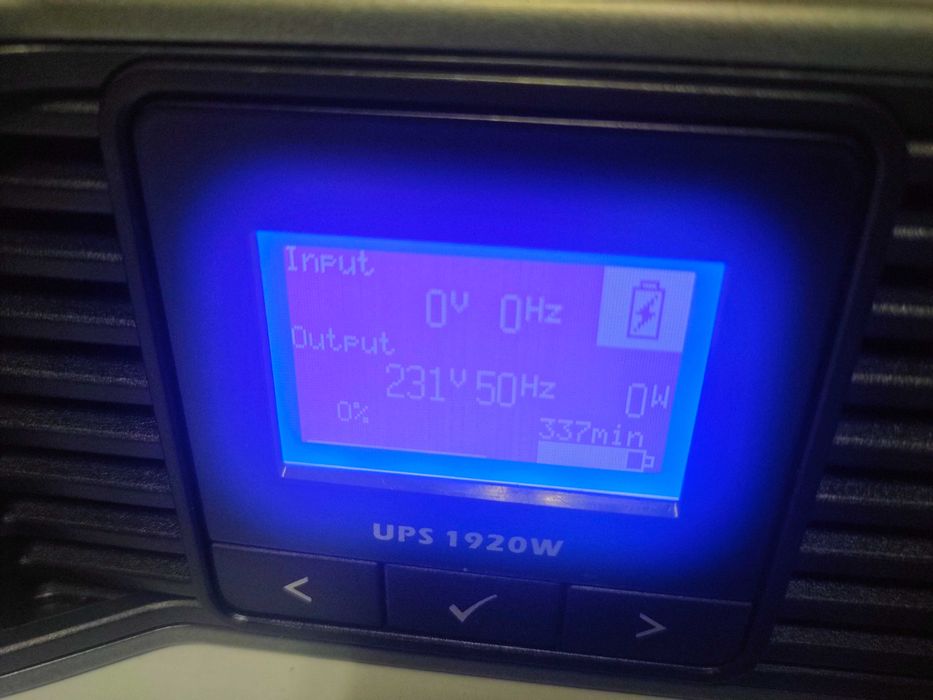 Input
0V 0Hz
Output
231V 50Hz 0W
0% 337min
UPS 1920W
< ✓ >